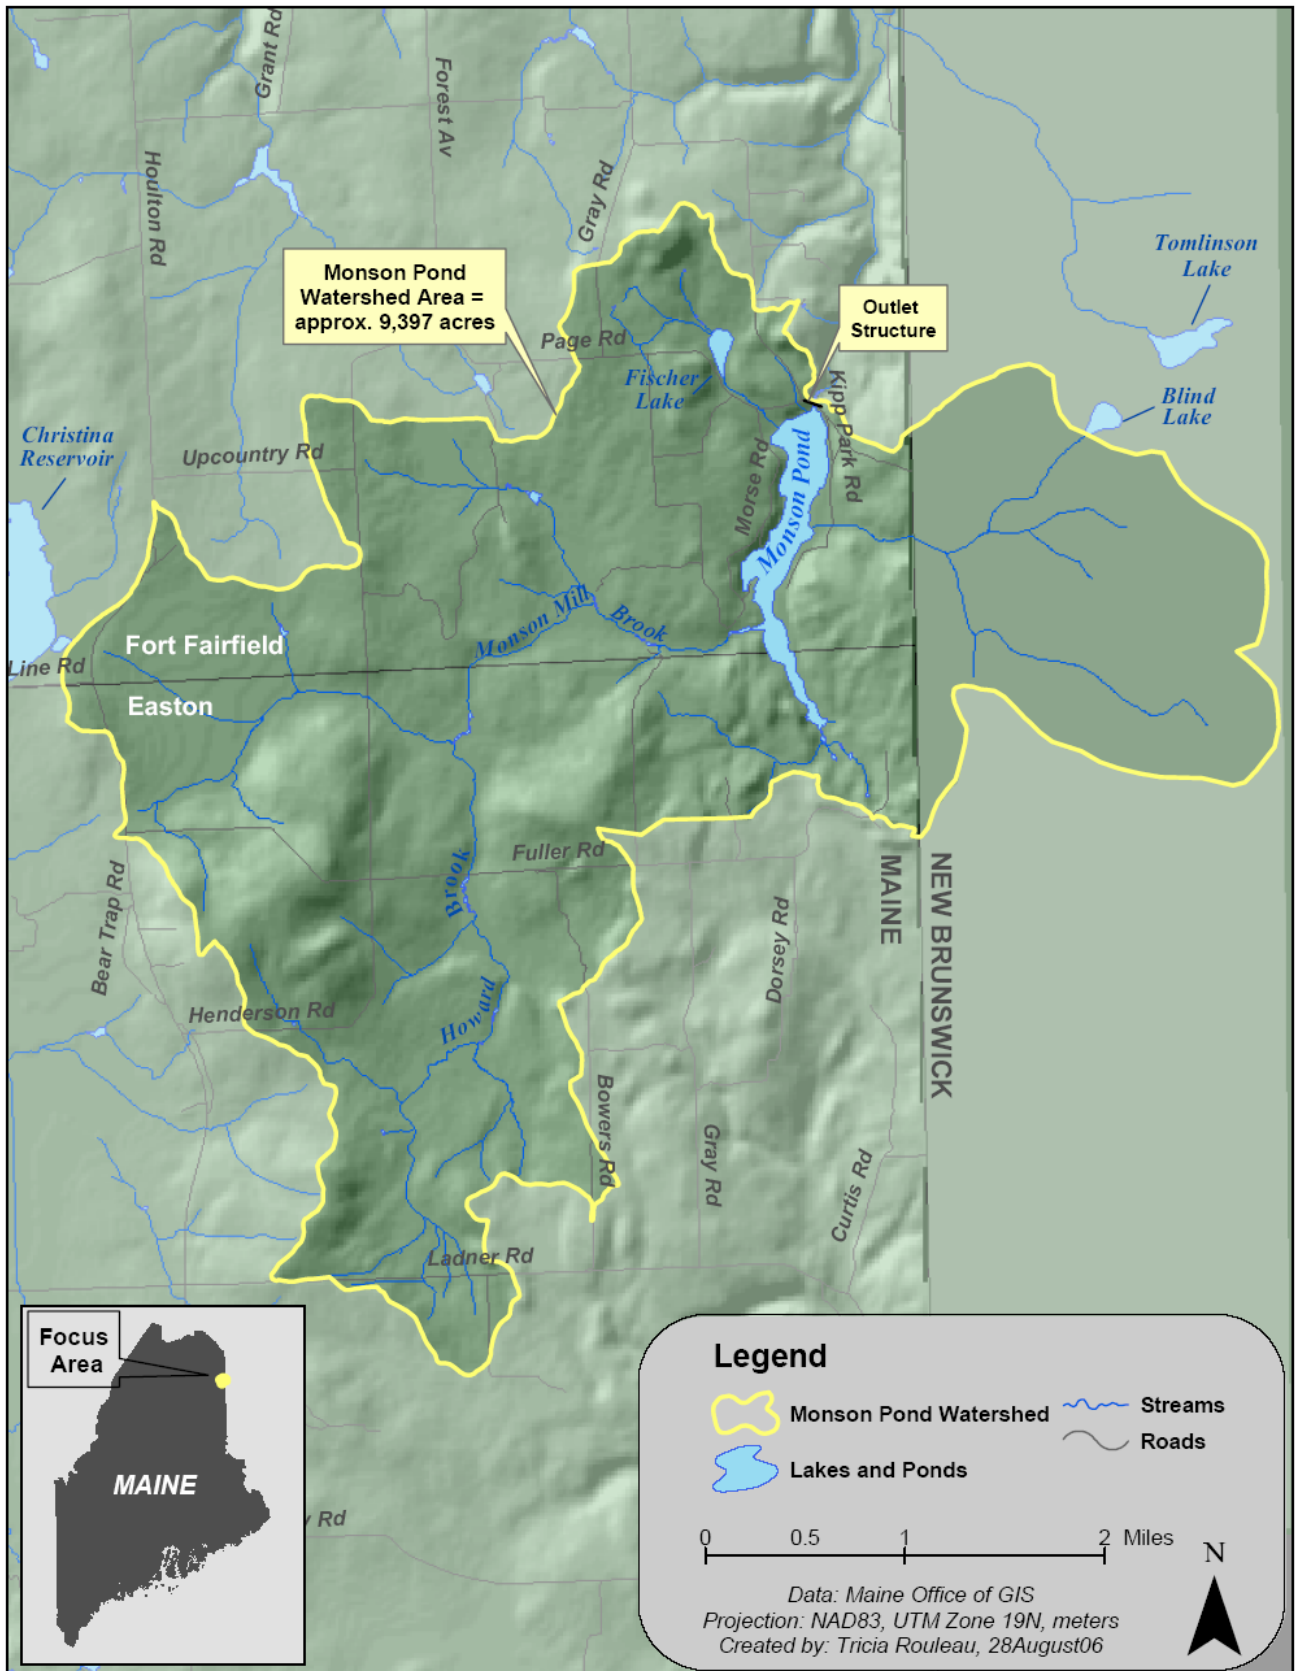 Grant Rd
Forest Av
Houlton Rd
Gray Rd
Tomlinson
Lake
Monson Pond
Watershed Area =
approx. 9,397 acres
Outlet
Structure
Page Rd
Fischer
Lake
Kipp Park Rd
Blind
Lake
Christina
Reservoir
Upcountry Rd
Morse Rd
Monson Pond
Monson Mill
Brook
Fort Fairfield
Line Rd
Easton
Fuller Rd
Brook
Bear Trap Rd
MAINE
NEW BRUNSWICK
Dorsey Rd
Henderson Rd
Howard
Bowers Rd
Gray Rd
Curtis Rd
Ladner Rd
Focus
Area
MAINE
Rd
Legend
Monson Pond Watershed
Streams
Roads
Lakes and Ponds
0 0.5 1 2 Miles
N
Data: Maine Office of GIS
Projection: NAD83, UTM Zone 19N, meters
Created by: Tricia Rouleau, 28August06